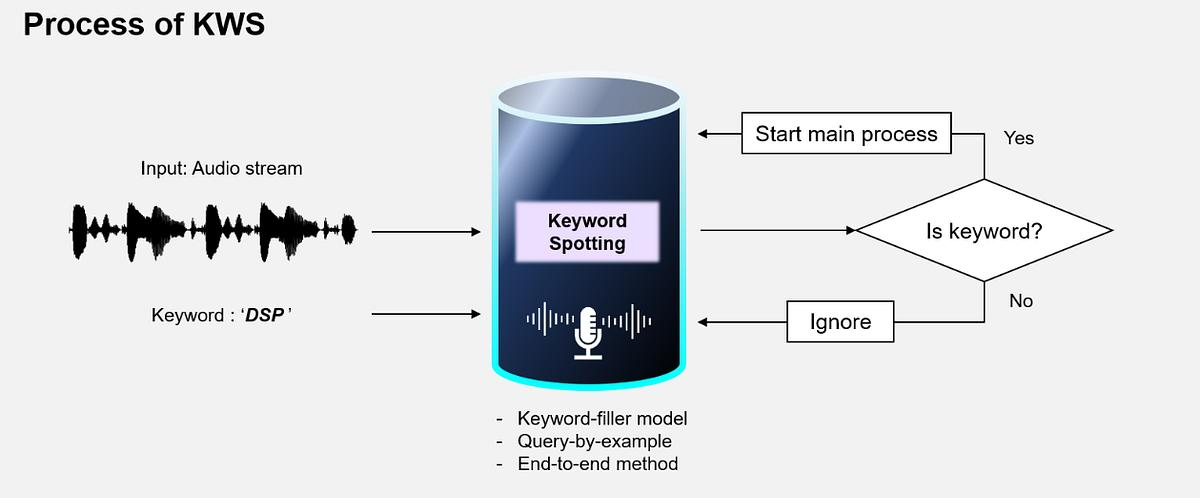 Process of KWS
Input: Audio stream
Keyword : ‘DSP’
Keyword
Spotting
- Keyword-filler model
- Query-by-example
- End-to-end method
Start main process
Yes
Is keyword?
No
Ignore